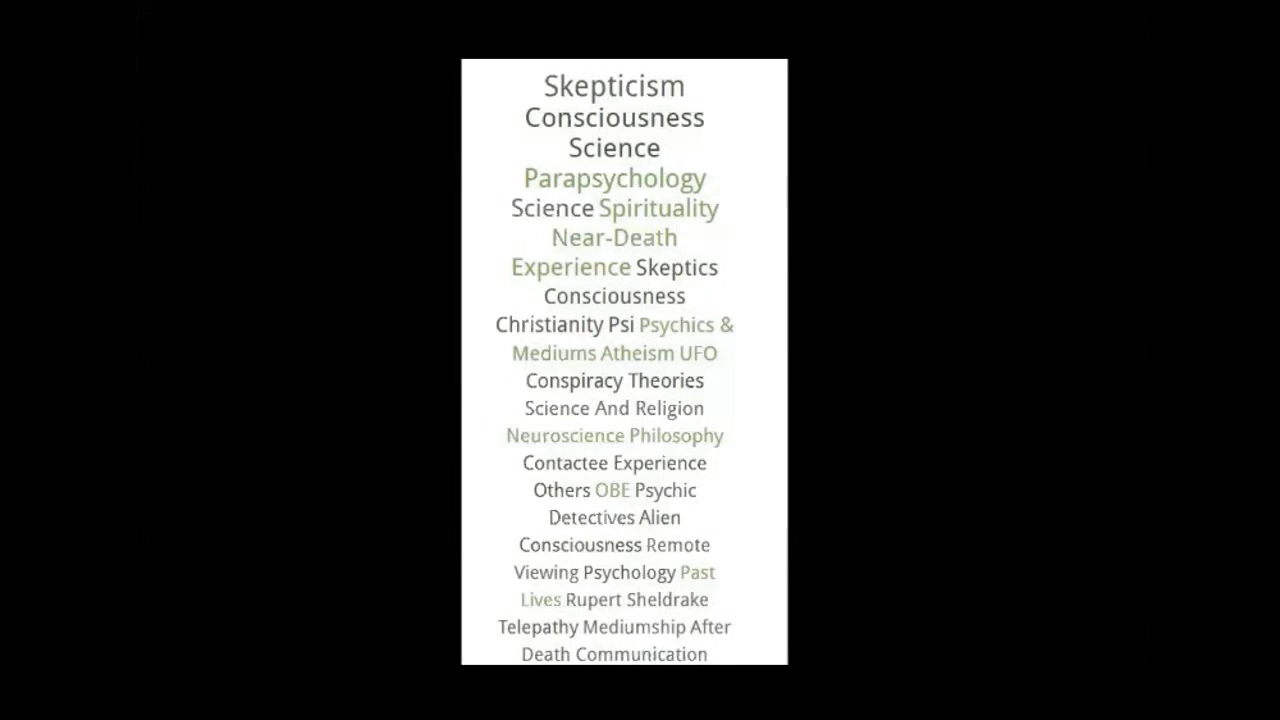 Skepticism
Consciousness
Science
Parapsychology
Science Spirituality
Near-Death
Experience Skeptics
Consciousness
Christianity Psi Psychics &
Mediums Atheism UFO
Conspiracy Theories
Science And Religion
Neuroscience Philosophy
Contactee Experience
Others OBE Psychic
Detectives Alien
Consciousness Remote
Viewing Psychology Past
Lives Rupert Sheldrake
Telepathy Mediumship After
Death Communication